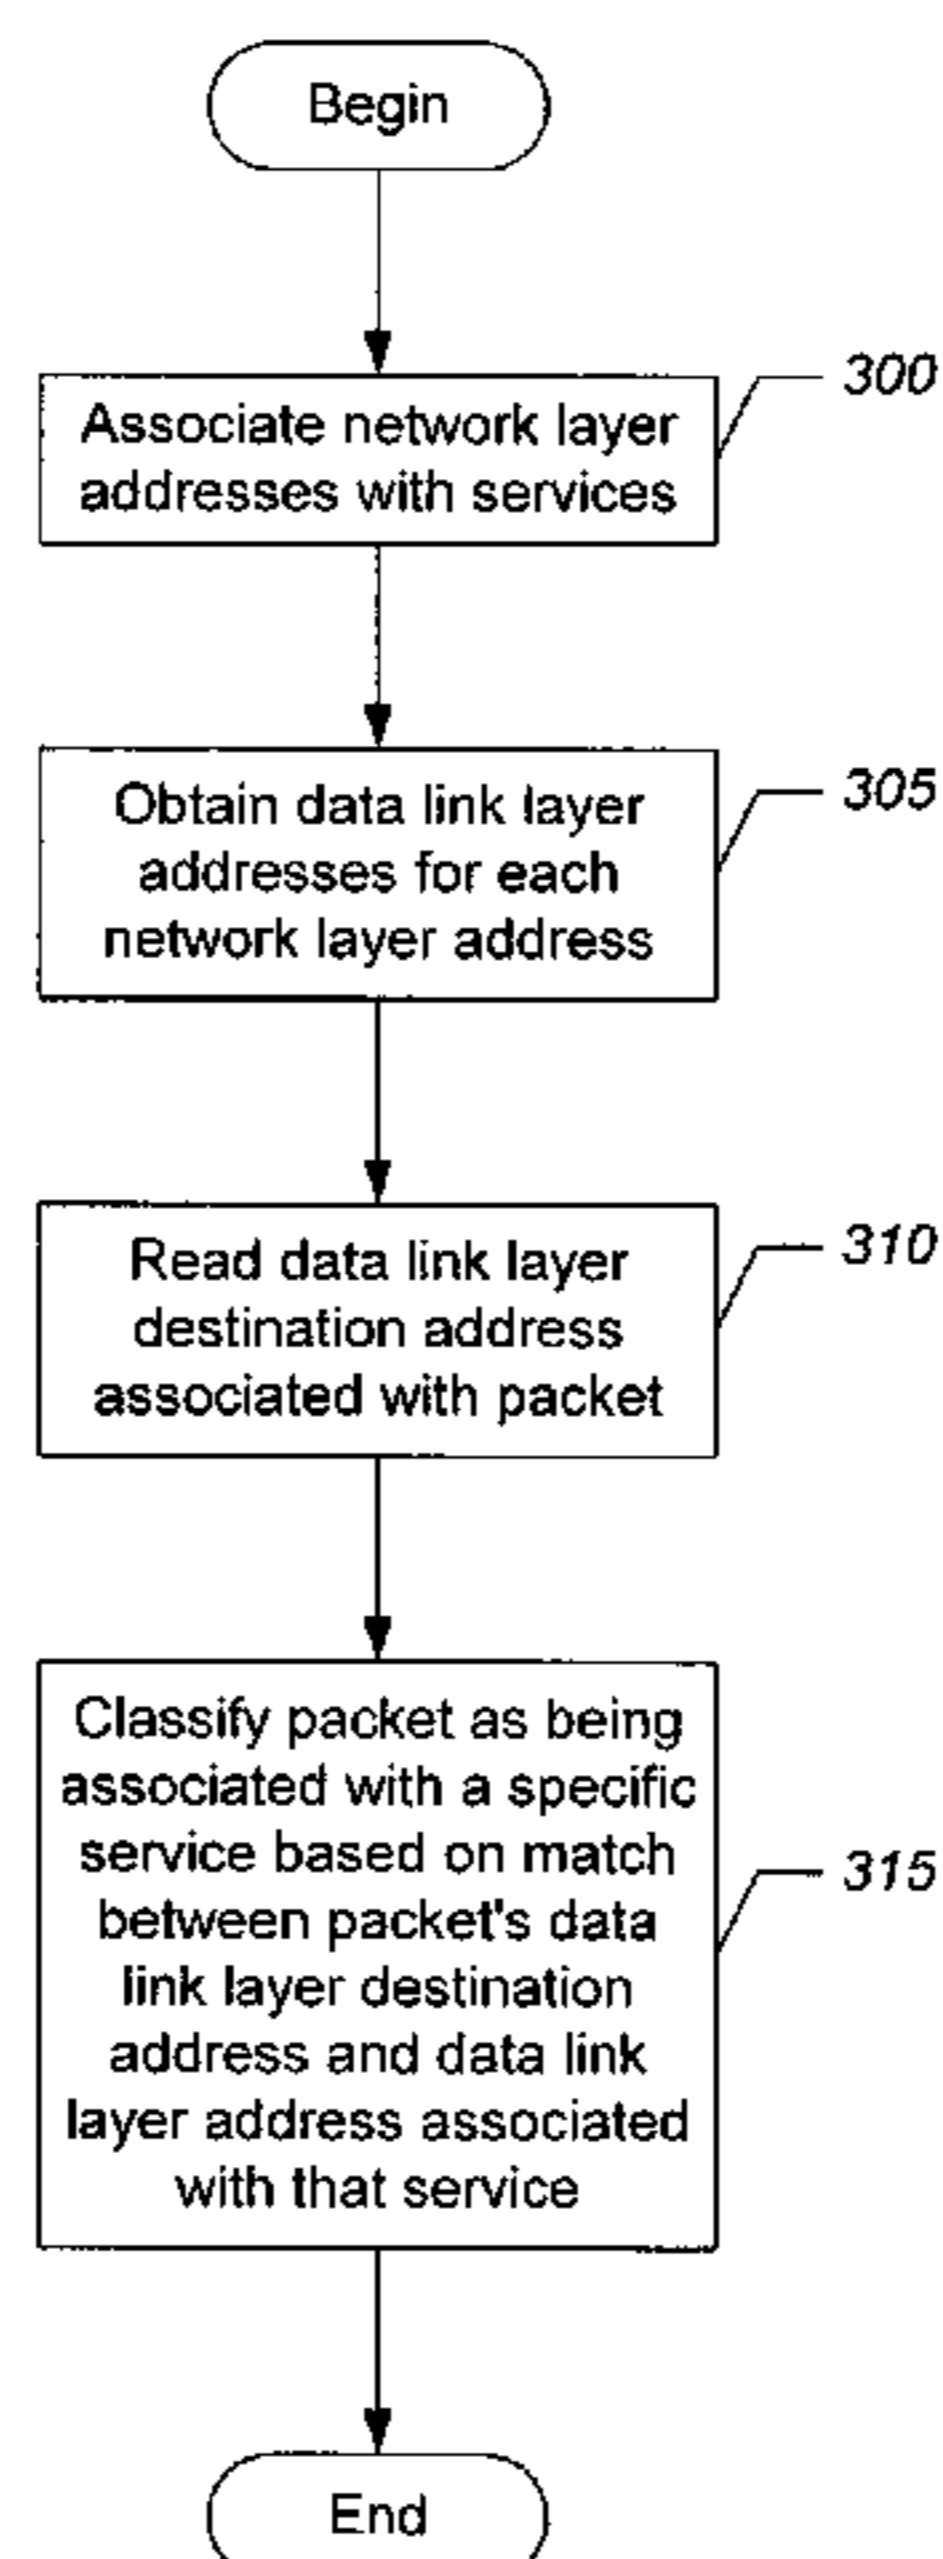 Begin
300
Associate network layer
addresses with services
305
Obtain data link layer
addresses for each
network layer address
310
Read data link layer
destination address
associated with packet
315
Classify packet as being
associated with a specific
service based on match
between packet's data
link layer destination
address and data link
layer address associated
with that service
End